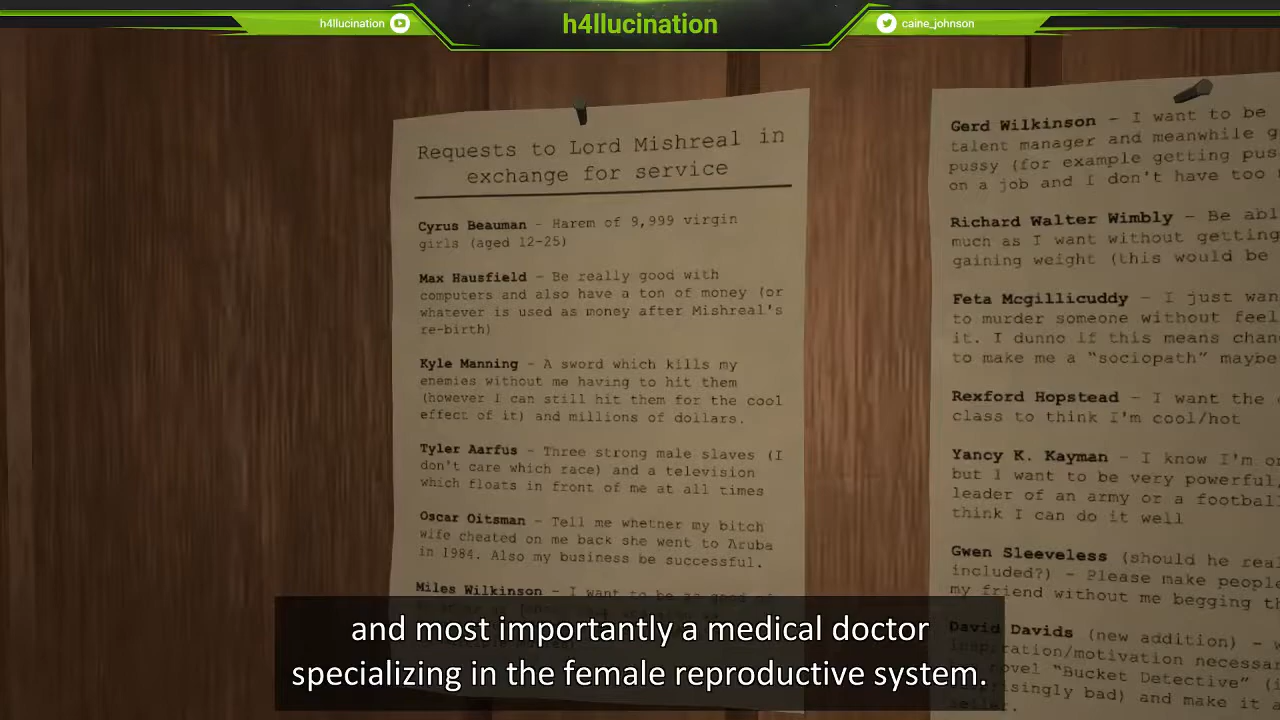 h4llucination
h4llucination
caine_johnson
Requests to Lord Mishreal in
exchange for service
Cyrus Beauman – Harem of 9,999 virgin
girls (aged 12-25)
Max Hausfield – Be really good with
computers and also have a ton of money (or
whatever is used as money after Mishreal's
re-birth)
Kyle Manning – A sword which kills my
enemies without me having to hit them
(however I can still hit them for the cool
effect of it) and millions of dollars.
Tyler Aarfus – Three strong male slaves (I
don't care which race) and a television
which floats in front of me at all times
Oscar Oitsman – Tell me whether my bitch
wife cheated on me back she went to Aruba
in 1984. Also my business be successful.
Miles Wilkinson – I want to be as good
Gerd Wilkinson – I want to be
talent manager and meanwhile g
pussy (for example getting pus
on a job and I don't have too
Richard Walter Wimbly – Be abl
much as I want without getting
gaining weight (this would be
Feta Mcgillicuddy – I just wan
to murder someone without feel
it. I dunno if this means chan
to make me a "sociopath" maybe
Rexford Hopstead – I want the
class to think I'm cool/hot
Yancy K. Kayman – I know I'm o
but I want to be very powerful,
leader of an army or a footbal
think I can do it well
Gwen Sleeveless (should he real
included?) – Please make people
my friend without me begging th
David Davids (new addition) –
inspiration/motivation necessa
novel "Bucket Detective" (i
isingly bad) and make it a
seller.
and most importantly a medical doctor
specializing in the female reproductive system.